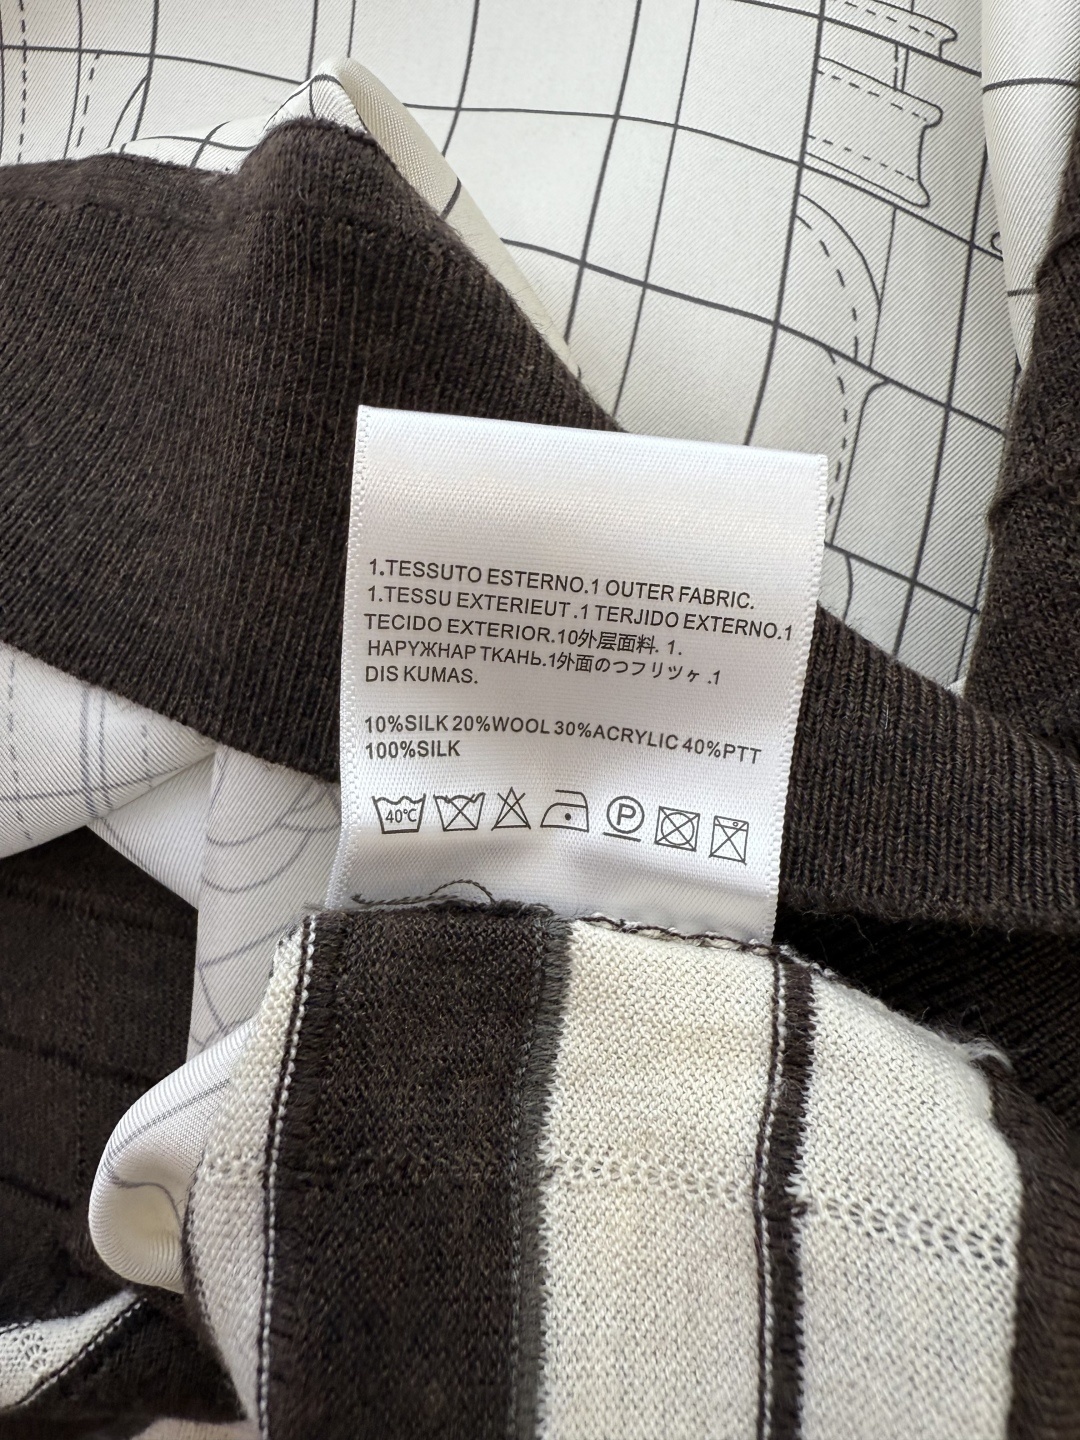 1.TESSUTO ESTERNO.1 OUTER FABRIC.
1.TESSU EXTERIEUT .1 TERJIDO EXTERNO.1
TECIDO EXTERIOR.10外层面料. 1.
НАРУЖНАР ТКАНЬ.1外面のつフリツヶ .1
DIS KUMAS.
10%SILK 20%WOOL 30%ACRYLIC 40%PTT
100%SILK
40℃ P